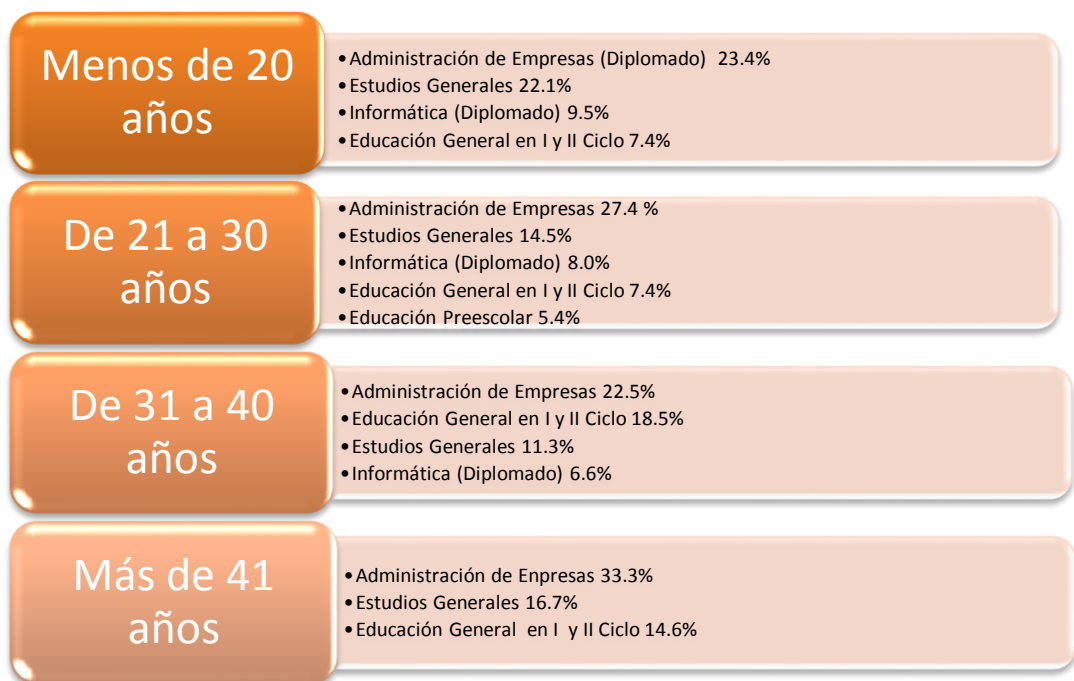 Menos de 20
años
•Administración de Empresas (Diplomado) 23.4%
•Estudios Generales 22.1%
•Informática (Diplomado) 9.5%
•Educación General en I y II Ciclo 7.4%
De 21 a 30
años
•Administración de Empresas 27.4 %
•Estudios Generales 14.5%
•Informática (Diplomado) 8.0%
•Educación General en I y II Ciclo 7.4%
•Educación Preescolar 5.4%
De 31 a 40
años
•Administración de Empresas 22.5%
•Educación General en I y II Ciclo 18.5%
•Estudios Generales 11.3%
•Informática (Diplomado) 6.6%
Más de 41
años
•Administración de Enpresas 33.3%
•Estudios Generales 16.7%
•Educación General en I y II Ciclo 14.6%